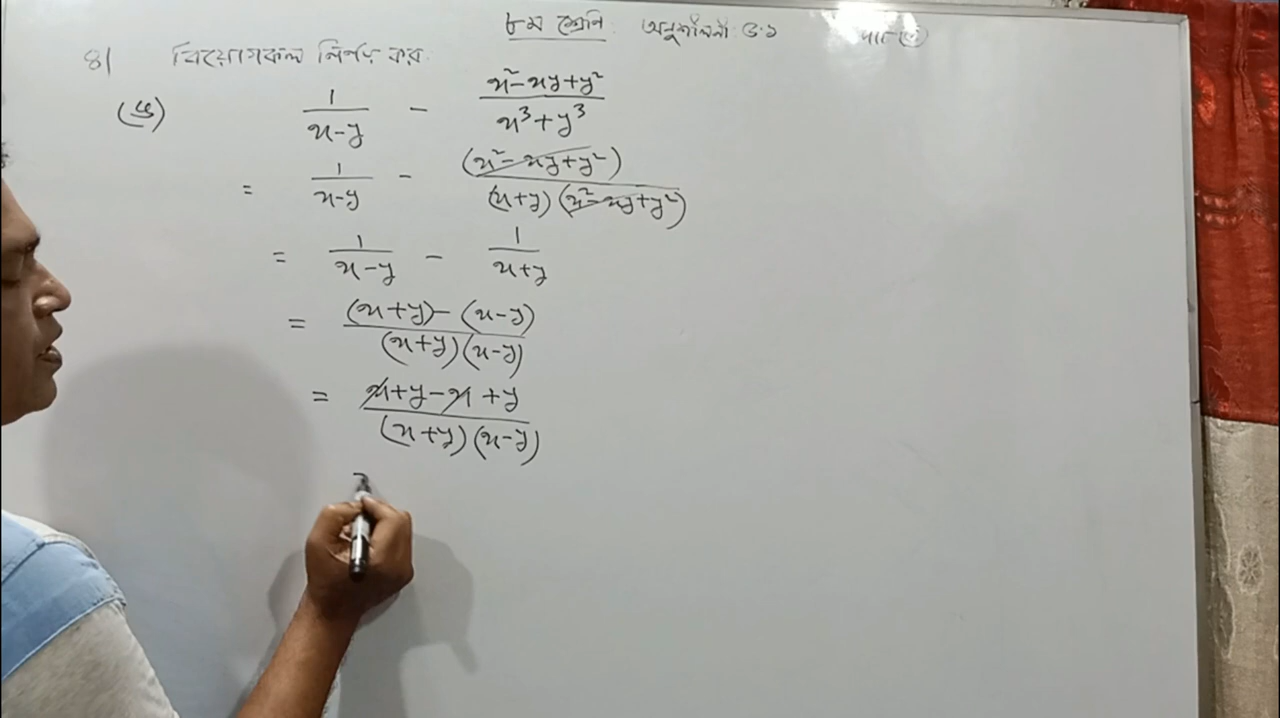 ৮ম শ্রেণি. অনুশীলনী: ৫.১
৪। বিয়োগফল নির্ণয় কর.
(ঙ) 1/(x-y) - (x²-xy+y²)/(x³+y³)
= 1/(x-y) - (x²-xy+y²)/((x+y)(x²-xy+y²))
= 1/(x-y) - 1/(x+y)
= ((x+y)-(x-y))/((x+y)(x-y))
= (x+y-x+y)/((x+y)(x-y))